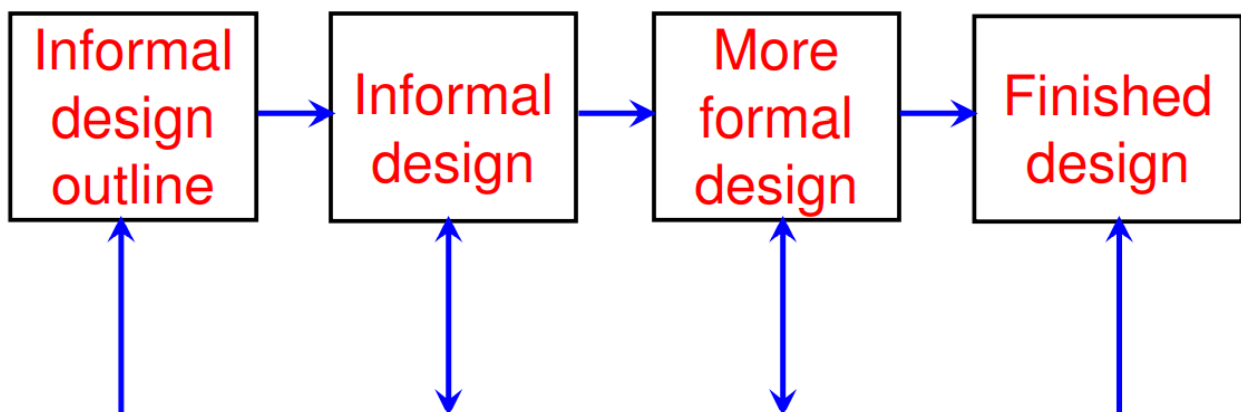 Informal
design
outline
Informal
design
More
formal
design
Finished
design